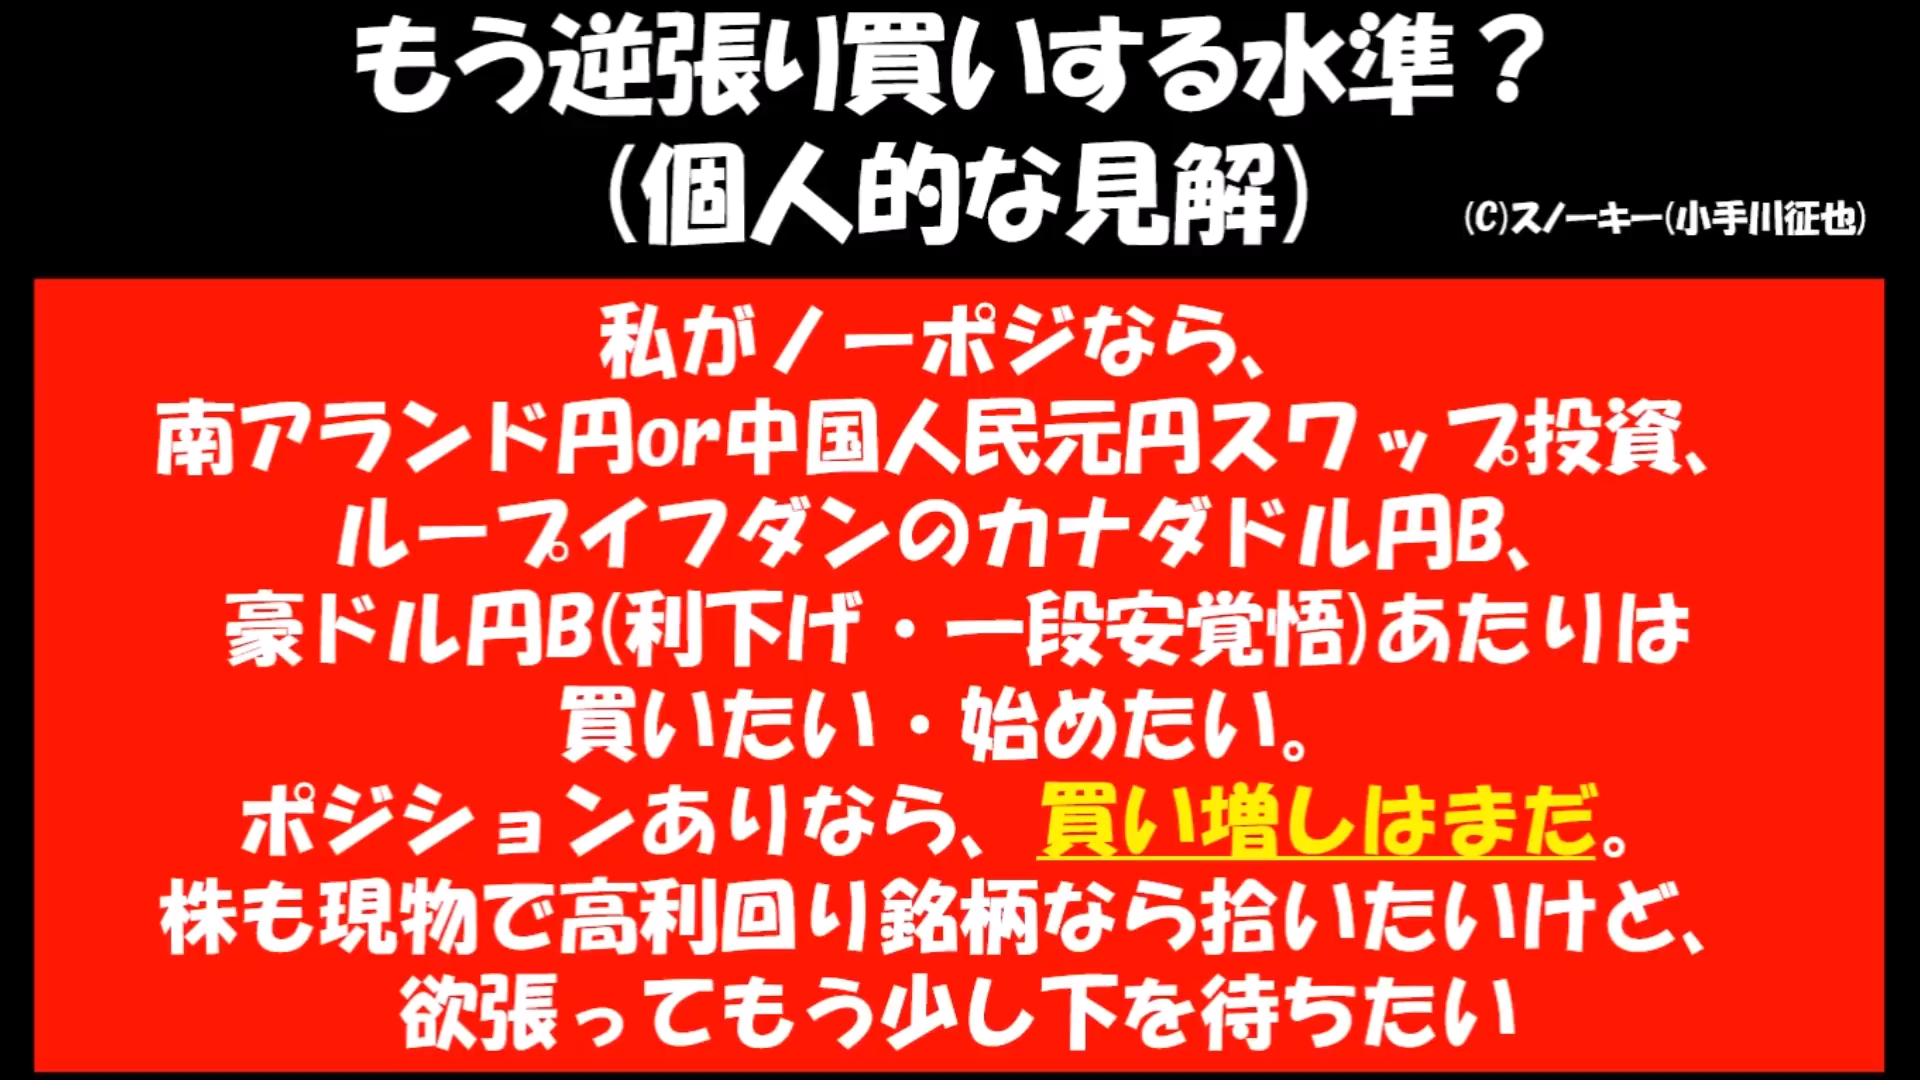 もう逆張り買いする水準？
(個人的な見解)
(C)スノーキー(小手川征也)
私がノーポジなら、
南アランド円or中国人民元円スワップ投資、
ループイフダンのカナダドル円B、
豪ドル円B(利下げ・一段安覚悟)あたりは
買いたい・始めたい。
ポジションありなら、買い増しはまだ。
株も現物で高利回り銘柄なら拾いたいけど、
欲張ってもう少し下を待ちたい